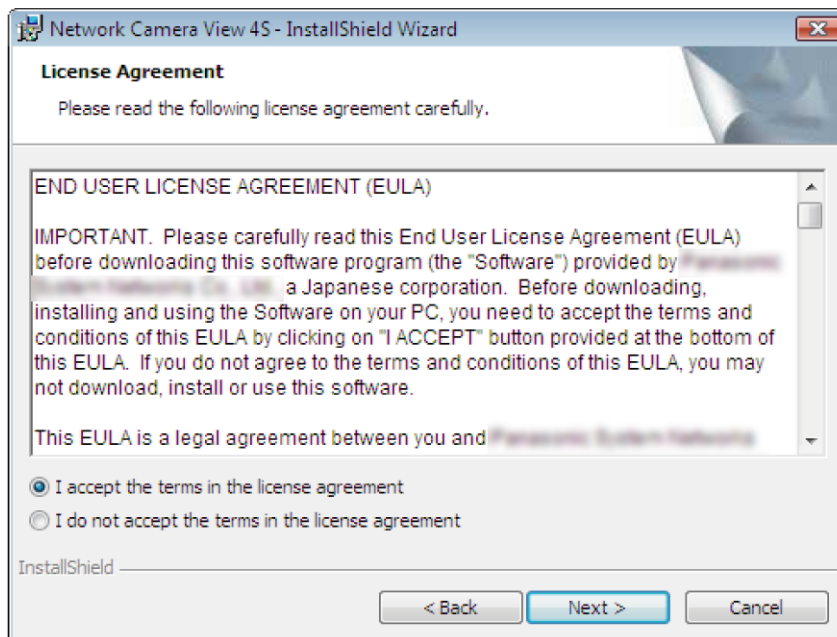 Network Camera View 4S - InstallShield Wizard
License Agreement
Please read the following license agreement carefully.
END USER LICENSE AGREEMENT (EULA)
IMPORTANT.  Please carefully read this End User License Agreement (EULA)
before downloading this software program (the "Software") provided by
a Japanese corporation.  Before downloading,
installing and using the Software on your PC, you need to accept the terms and
conditions of this EULA by clicking on "I ACCEPT" button provided at the bottom of
this EULA.  If you do not agree to the terms and conditions of this EULA, you may
not download, install or use this software.
This EULA is a legal agreement between you and
I accept the terms in the license agreement
I do not accept the terms in the license agreement
InstallShield
< Back
Next >
Cancel